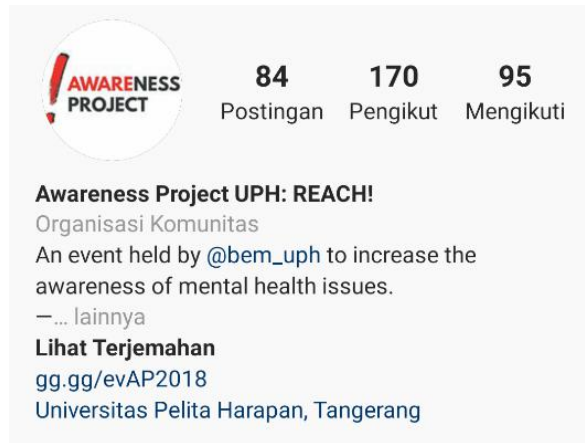 AWARENESS
PROJECT
84 170 95
Postingan Pengikut Mengikuti
Awareness Project UPH: REACH!
Organisasi Komunitas
An event held by @bem_uph to increase the
awareness of mental health issues.
—... lainnya
Lihat Terjemahan
gg.gg/evAP2018
Universitas Pelita Harapan, Tangerang